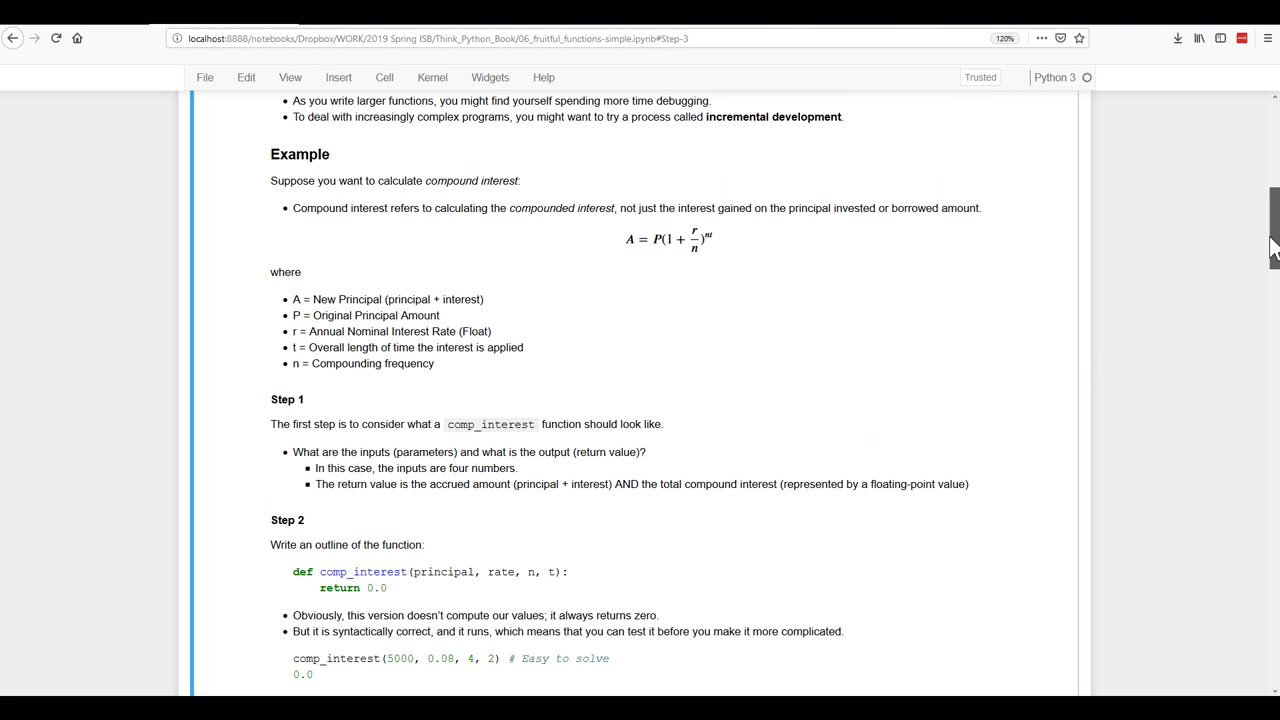 localhost:8888/notebooks/Dropbox/WORK/2019 Spring ISB/Think_Python_Book/06_fruitful_functions-simple.ipynb#Step-3
120%
File Edit View Insert Cell Kernel Widgets Help
Trusted
Python 3
• As you write larger functions, you might find yourself spending more time debugging.
• To deal with increasingly complex programs, you might want to try a process called incremental development.
Example
Suppose you want to calculate compound interest:
• Compound interest refers to calculating the compounded interest, not just the interest gained on the principal invested or borrowed amount.
A = P(1 + r/n)^nt
where
• A = New Principal (principal + interest)
• P = Original Principal Amount
• r = Annual Nominal Interest Rate (Float)
• t = Overall length of time the interest is applied
• n = Compounding frequency
Step 1
The first step is to consider what a comp_interest function should look like.
• What are the inputs (parameters) and what is the output (return value)?
▪ In this case, the inputs are four numbers.
▪ The return value is the accrued amount (principal + interest) AND the total compound interest (represented by a floating-point value)
Step 2
Write an outline of the function:
def comp_interest(principal, rate, n, t):
    return 0.0
• Obviously, this version doesn't compute our values; it always returns zero.
• But it is syntactically correct, and it runs, which means that you can test it before you make it more complicated.
comp_interest(5000, 0.08, 4, 2) # Easy to solve
0.0